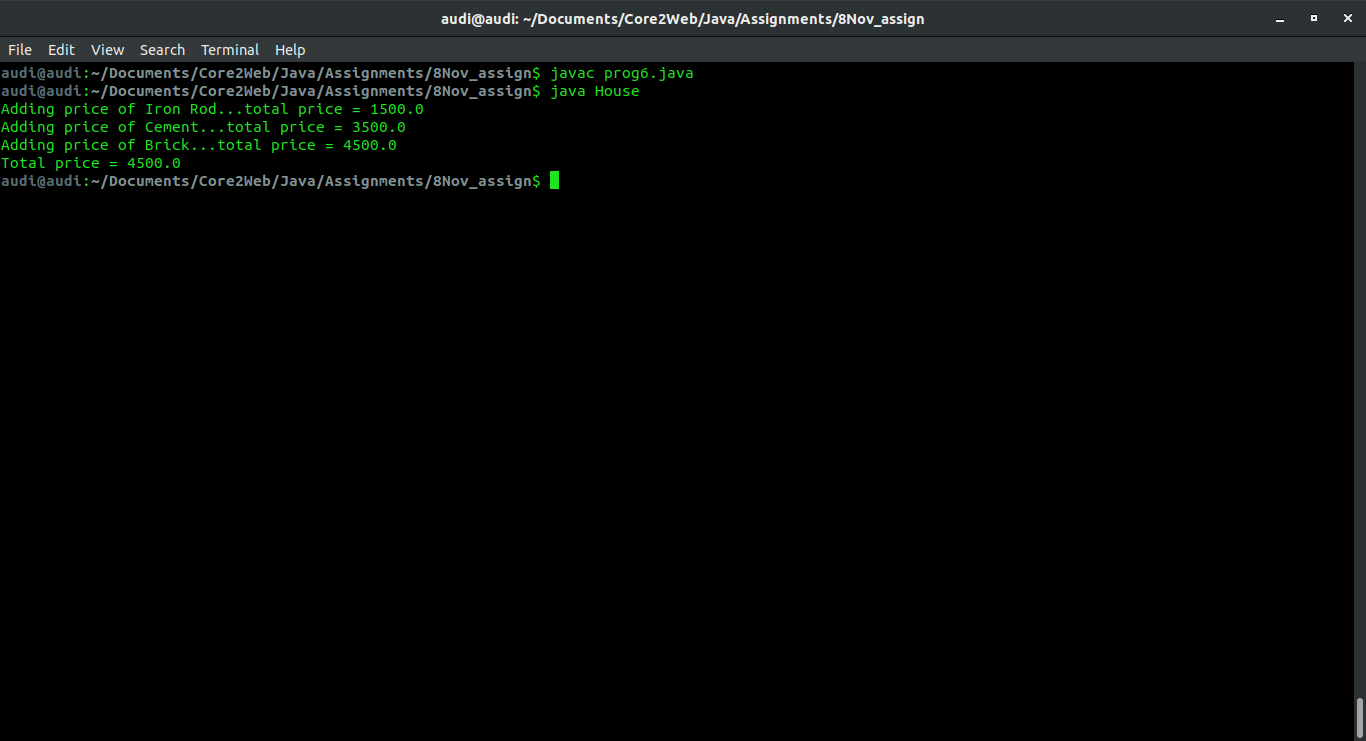 audi@audi: ~/Documents/Core2Web/Java/Assignments/8Nov_assign
File Edit View Search Terminal Help
audi@audi:~/Documents/Core2Web/Java/Assignments/8Nov_assign$ javac prog6.java
audi@audi:~/Documents/Core2Web/Java/Assignments/8Nov_assign$ java House
Adding price of Iron Rod...total price = 1500.0
Adding price of Cement...total price = 3500.0
Adding price of Brick...total price = 4500.0
Total price = 4500.0
audi@audi:~/Documents/Core2Web/Java/Assignments/8Nov_assign$